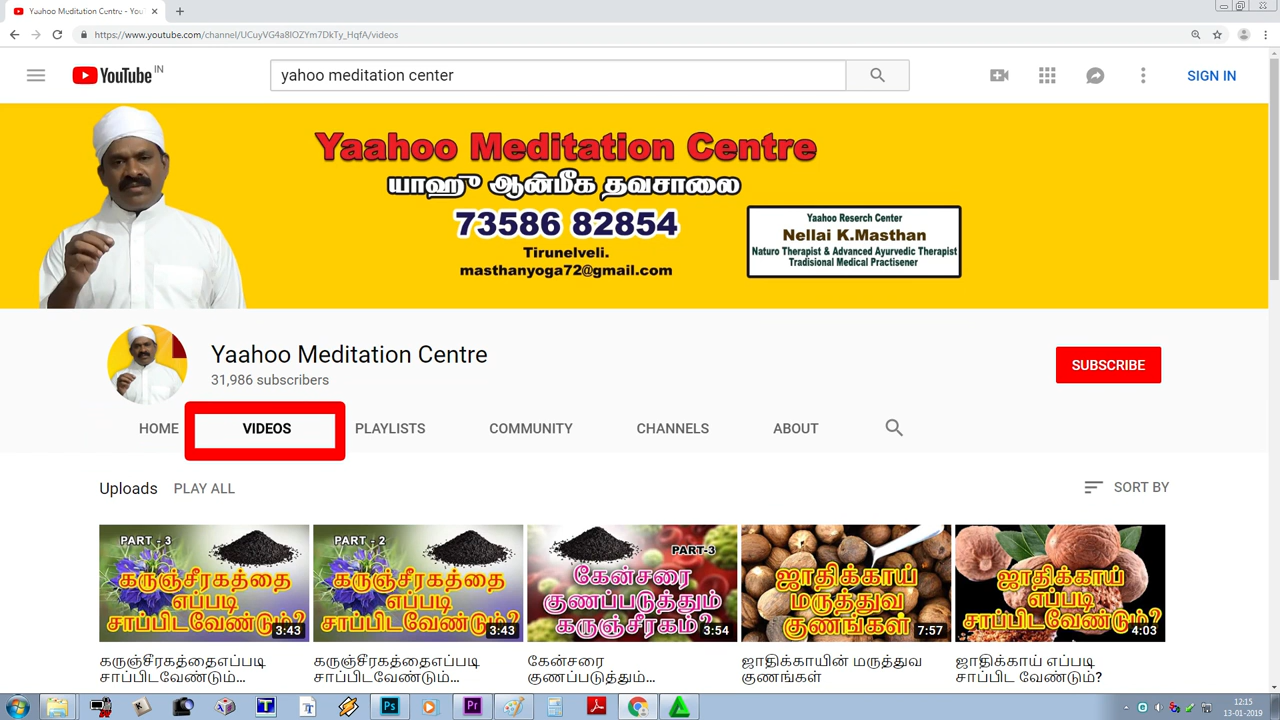 Yaahoo Meditation Centre - YouT
https://www.youtube.com/channel/UCuyVG4a8IOZYm7DkTy_HqfA/videos
YouTube IN
yahoo meditation center
SIGN IN
Yaahoo Meditation Centre
யாஹு ஆன்மீக தவசாலை
73586 82854
Tirunelveli.
masthanyoga72@gmail.com
Yaahoo Reserch Center
Nellai K.Masthan
Naturo Therapist & Advanced Ayurvedic Therapist
Tradisional Medical Practisener
Yaahoo Meditation Centre
31,986 subscribers
SUBSCRIBE
HOME VIDEOS PLAYLISTS COMMUNITY CHANNELS ABOUT
Uploads PLAY ALL SORT BY
PART - 3
கருஞ்சீரகத்தை
எப்படி
சாப்பிடவேண்டும்?
3:43
PART - 2
கருஞ்சீரகத்தை
எப்படி
சாப்பிடவேண்டும்?
3:43
PART-3
கேன்சரை
குணப்படுத்தும்
கருஞ்சீரகம்?
3:54
ஜாதிக்காய்
மருத்துவ
குணங்கள்
7:57
ஜாதிக்காய்
எப்படி
சாப்பிடவேண்டும்?
4:03
கருஞ்சீரகத்தைஎப்படி
சாப்பிடவேண்டும்...
கருஞ்சீரகத்தைஎப்படி
சாப்பிடவேண்டும்...
கேன்சரை
குணப்படுத்தும்...
ஜாதிக்காயின் மருத்துவ
குணங்கள்
ஜாதிக்காய் எப்படி
சாப்பிட வேண்டும்?
12:15
13-01-2019